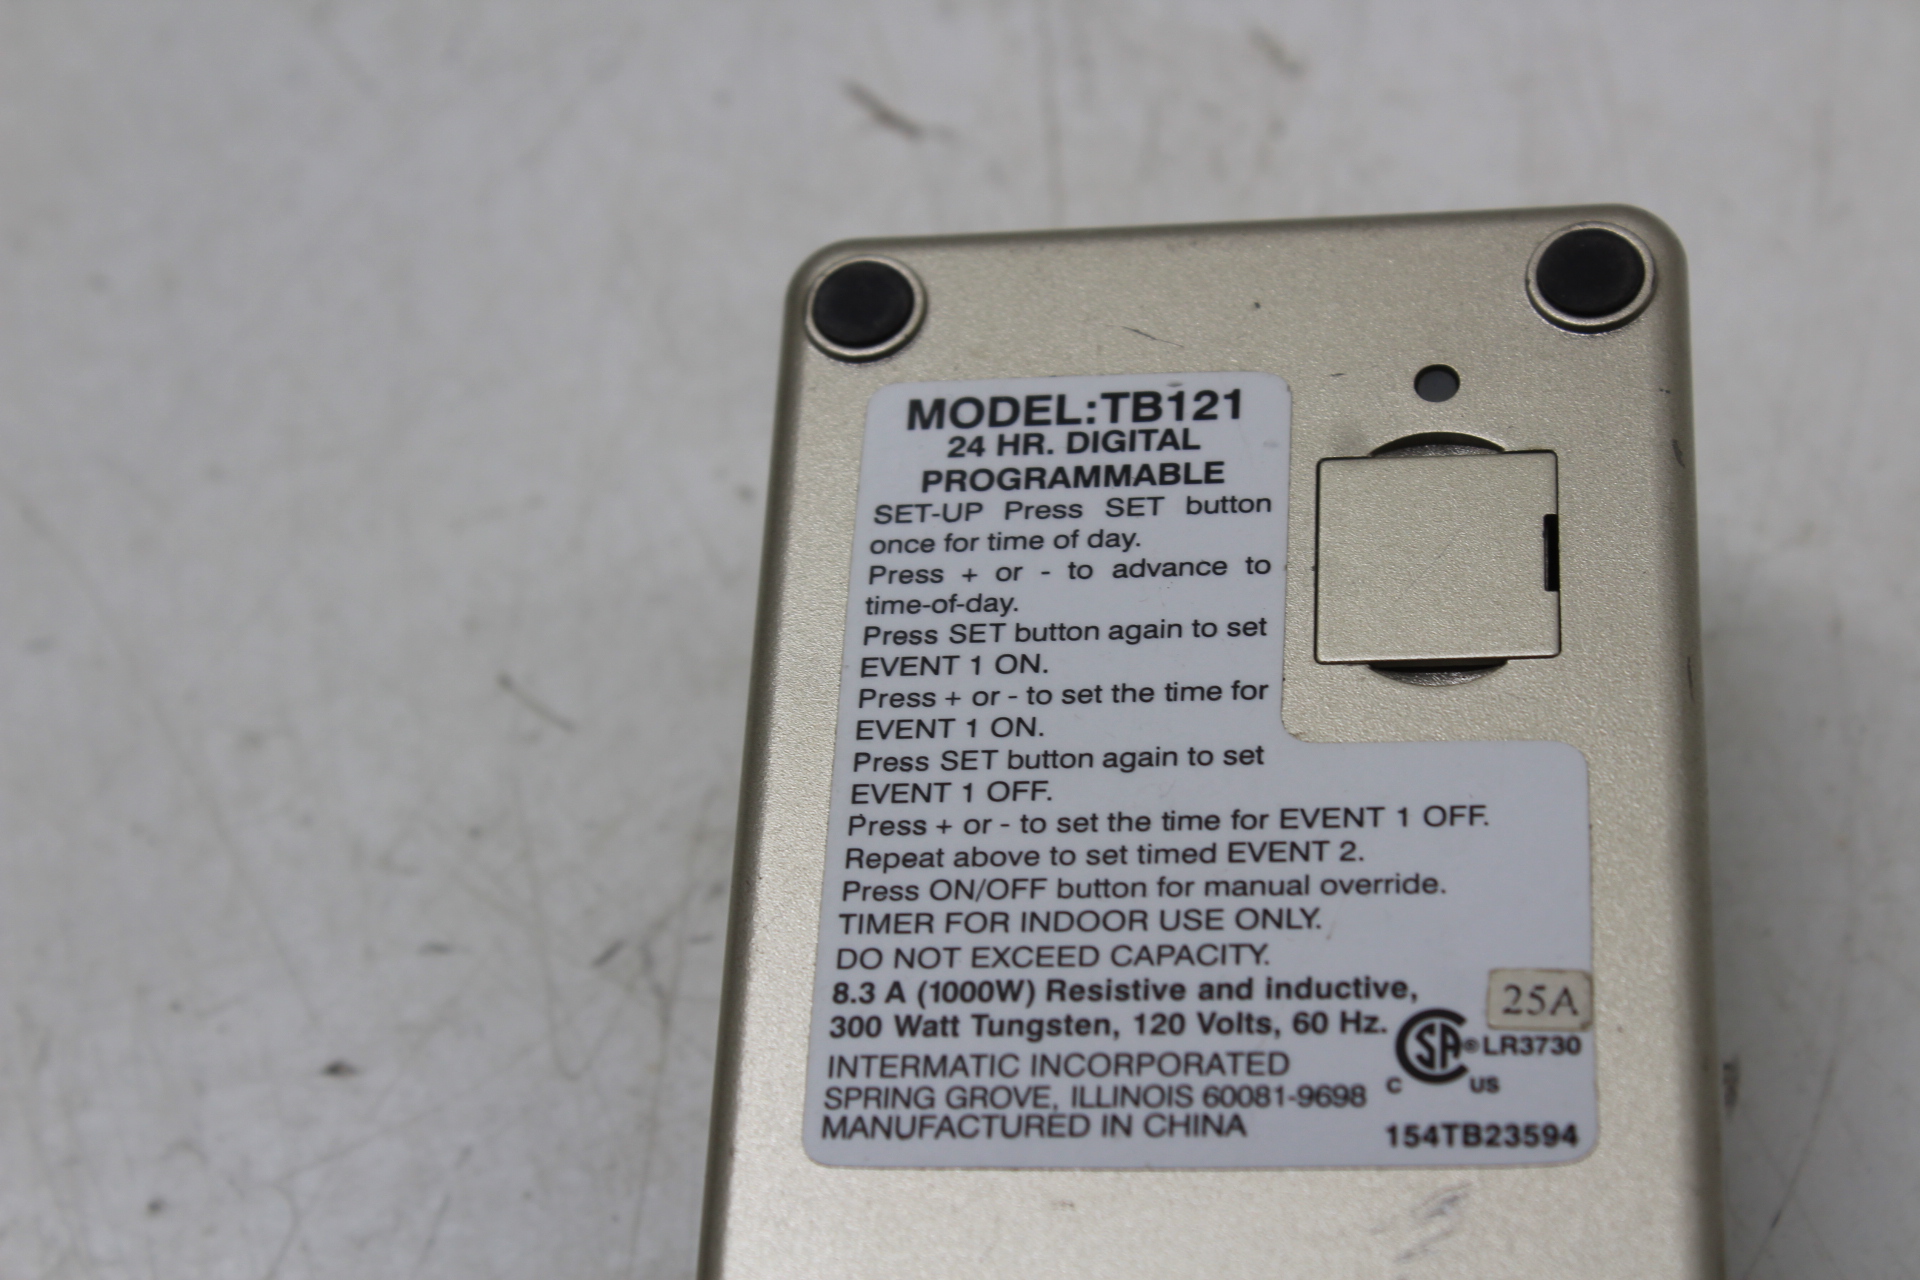 MODEL:TB121
24 HR. DIGITAL
PROGRAMMABLE
SET-UP Press SET button
once for time of day.
Press + or - to advance to
time-of-day.
Press SET button again to set
EVENT 1 ON.
Press + or - to set the time for
EVENT 1 ON.
Press SET button again to set
EVENT 1 OFF.
Press + or - to set the time for EVENT 1 OFF.
Repeat above to set timed EVENT 2.
Press ON/OFF button for manual override.
TIMER FOR INDOOR USE ONLY.
DO NOT EXCEED CAPACITY.
8.3 A (1000W) Resistive and inductive,
300 Watt Tungsten, 120 Volts, 60 Hz.
25A
INTERMATIC INCORPORATED
SPRING GROVE, ILLINOIS 60081-9698
MANUFACTURED IN CHINA
C SA ® LR3730
C US
154TB23594